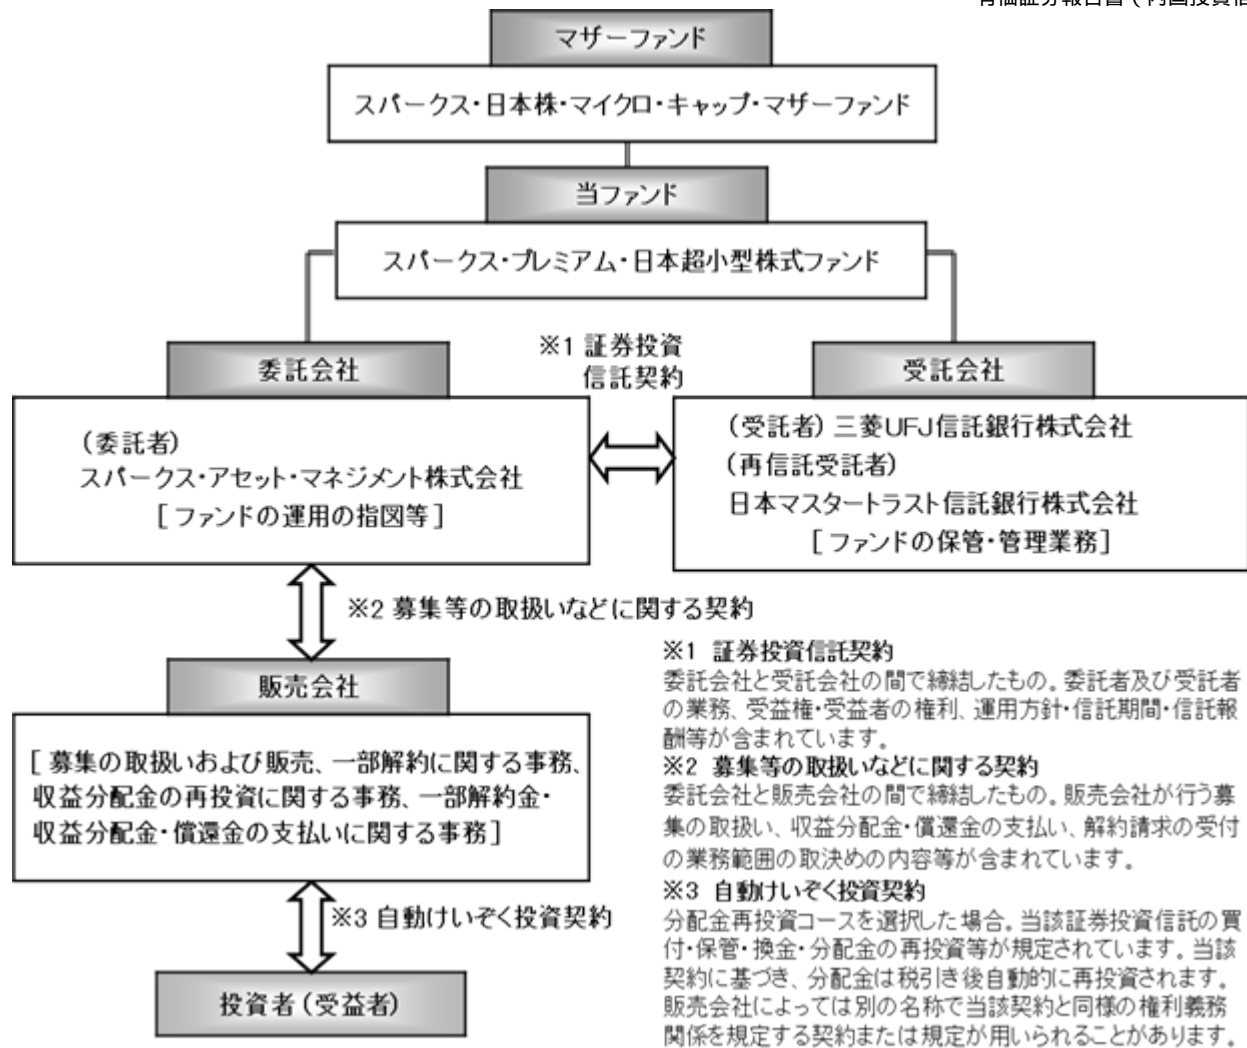 マザーファンド
スパークス・日本株・マイクロ・キャップ・マザーファンド
当ファンド
スパークス・プレミアム・日本超小型株式ファンド
※1 証券投資
信託契約
委託会社
(委託者)
スパークス・アセット・マネジメント株式会社
[ファンドの運用の指図等]
受託会社
(受託者) 三菱UFJ信託銀行株式会社
(再信託受託者)
日本マスタートラスト信託銀行株式会社
[ファンドの保管・管理業務]
※2 募集等の取扱いなどに関する契約
販売会社
[募集の取扱いおよび販売、一部解約に関する事務、
収益分配金の再投資に関する事務、一部解約金・
収益分配金・償還金の支払いに関する事務]
※3 自動けいぞく投資契約
投資者(受益者)
※1 証券投資信託契約
委託会社と受託会社の間で締結したもの。委託者及び受託者
の業務、受益権・受益者の権利、運用方針・信託期間・信託報
酬等が含まれています。
※2 募集等の取扱いなどに関する契約
委託会社と販売会社の間で締結したもの。販売会社が行う募
集の取扱い、収益分配金・償還金の支払い、解約請求の受付
の業務範囲の取決めの内容等が含まれています。
※3 自動けいぞく投資契約
分配金再投資コースを選択した場合。当該証券投資信託の買
付・保管・換金・分配金の再投資等が規定されています。当該
契約に基づき、分配金は税引き後自動的に再投資されます。
販売会社によっては別の名称で当該契約と同様の権利義務
関係を規定する契約または規定が用いられることがあります。